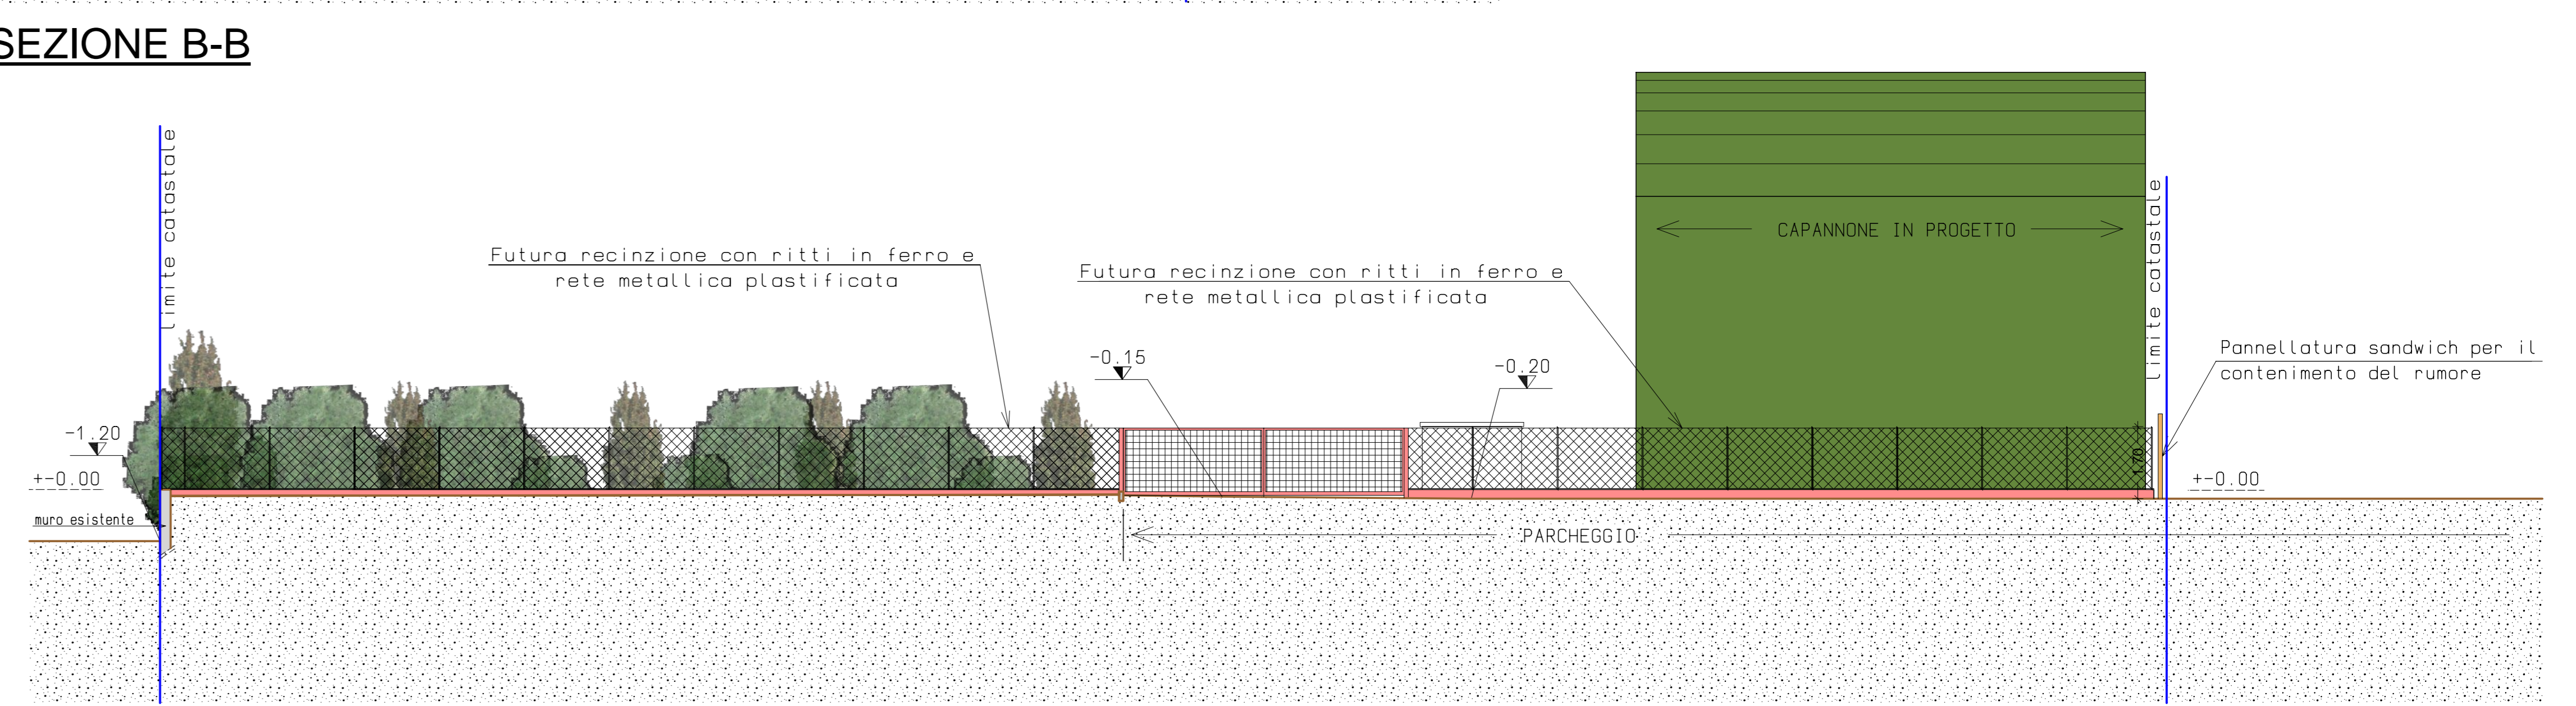 SEZIONE B-B
limite catastale
Futura recinzione con ritti in ferro e
rete metallica plastificata
Futura recinzione con ritti in ferro e
rete metallica plastificata
CAPANNONE IN PROGETTO
limite catastale
Pannellatura sandwich per il
contenimento del rumore
-0.15
-0.20
-1.20
+-0.00
1.70
+-0.00
muro esistente
PARCHEGGIO